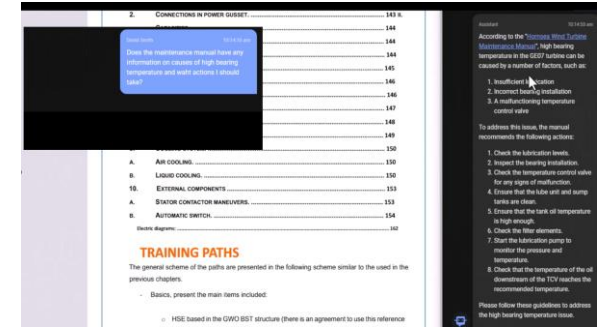 2. CONNECTIONS IN POWER GUSSET. 143 II.
144
144
144
145
146
146
147
148
149
150
A. AIR COOLING. 150
B. LIQUID COOLING. 150
10. EXTERNAL COMPONENTS 153
A. STATOR CONTACTOR MANEUVERS. 153
B. AUTOMATIC SWITCH. 154
Electric diagrams: 162
TRAINING PATHS
The general scheme of the paths are presented in the following scheme similar to the used in the
previous chapters.
- Basics, present the main items included:
HSE based in the GWO BST structure (there is an agreement to use this reference
Does the maintenance manual have any
information on causes of high bearing
temperature and waht actions I should
take?
Assistant
According to the "Hornsea Wind Turbine
Maintenance Manual", high bearing
temperature in the GE07 turbine can be
caused by a number of factors, such as:
1. Insufficient lubrication
2. Incorrect bearing installation
3. A malfunctioning temperature
control valve
To address this issue, the manual
recommends the following actions:
1. Check the lubrication levels.
2. Inspect the bearing installation.
3. Check the temperature control valve
for any signs of malfunction.
4. Ensure that the lube unit and sump
tanks are clean.
5. Ensure that the tank oil temperature
is high enough.
6. Check the filter elements.
7. Start the lubrication pump to
monitor the pressure and
temperature.
8. Check that the temperature of the oil
downstream of the TCV reaches the
recommended temperature.
Please follow these guidelines to address
the high bearing temperature issue.